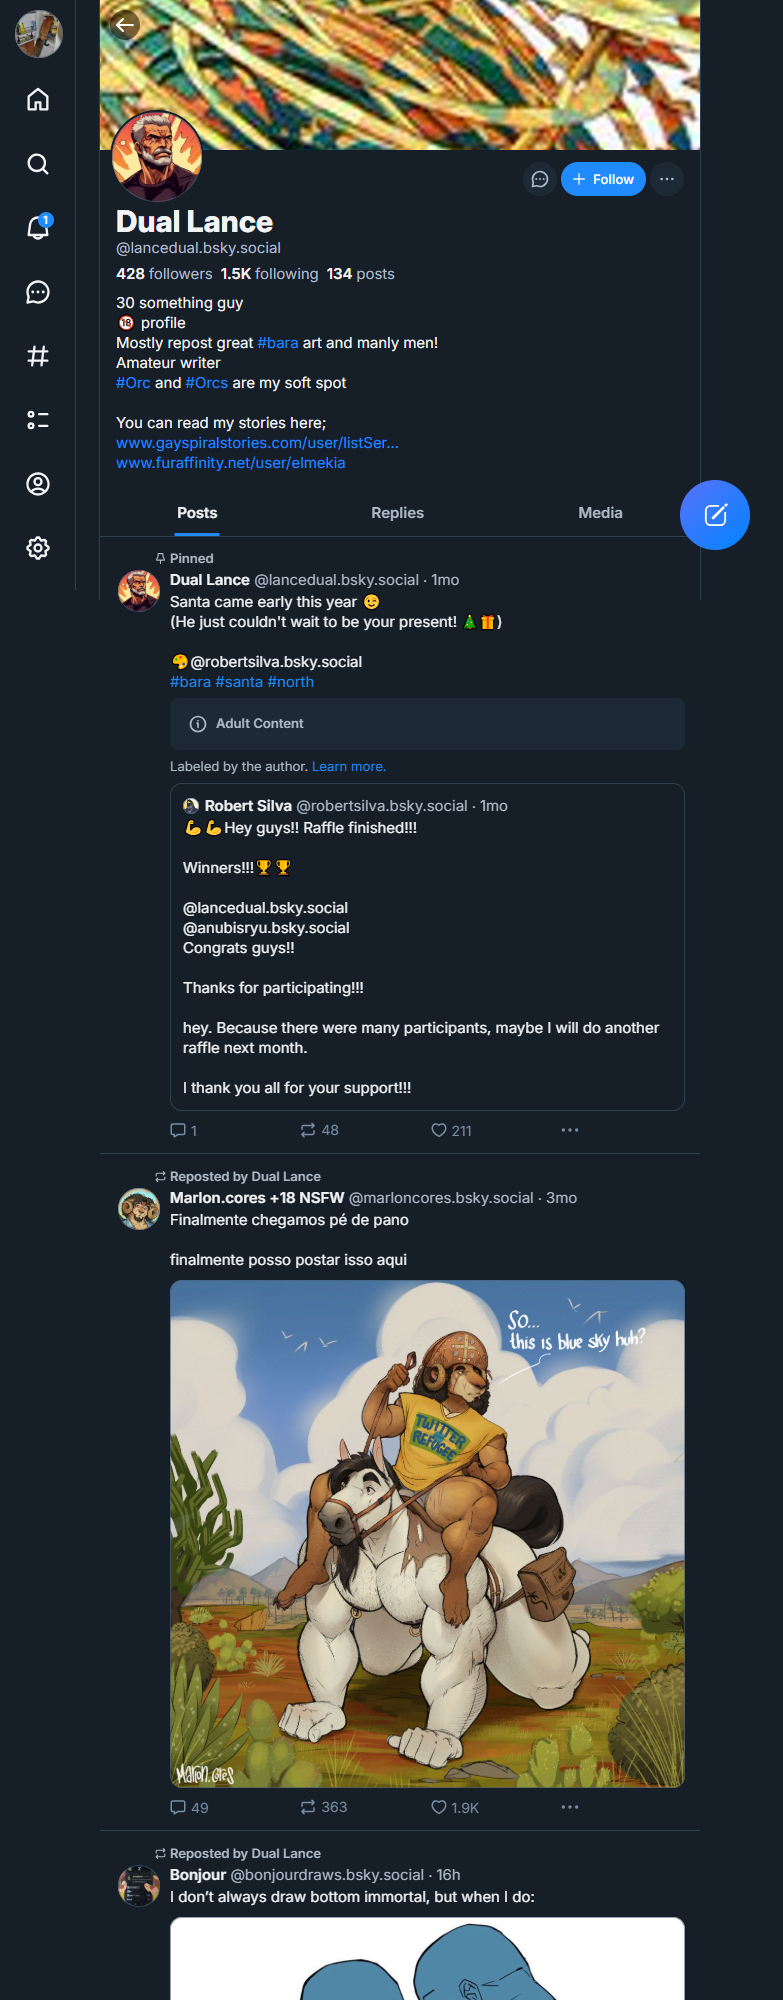 1
+ Follow
Dual Lance
@lancedual.bsky.social
428 followers 1.5K following 134 posts
30 something guy
🔞 profile
Mostly repost great #bara art and manly men!
Amateur writer
#Orc and #Orcs are my soft spot
You can read my stories here;
www.gayspiralstories.com/user/listSer...
www.furaffinity.net/user/elmekia
Posts Replies Media
Pinned
Dual Lance @lancedual.bsky.social · 1mo
Santa came early this year 😉
(He just couldn't wait to be your present! 🎄🎁)
🎨@robertsilva.bsky.social
#bara #santa #north
Adult Content
Labeled by the author. Learn more.
Robert Silva @robertsilva.bsky.social · 1mo
💪💪Hey guys!! Raffle finished!!!
Winners!!!🏆🏆
@lancedual.bsky.social
@anubisryu.bsky.social
Congrats guys!!
Thanks for participating!!!
hey. Because there were many participants, maybe I will do another
raffle next month.
I thank you all for your support!!!
1 48 211
Reposted by Dual Lance
Marlon.cores +18 NSFW @marloncores.bsky.social · 3mo
Finalmente chegamos pé de pano
finalmente posso postar isso aqui
So...
this is blue sky huh?
TWITTER
REFUGEE
Marlon.cores
49 363 1.9K
Reposted by Dual Lance
Bonjour @bonjourdraws.bsky.social · 16h
I don't always draw bottom immortal, but when I do: